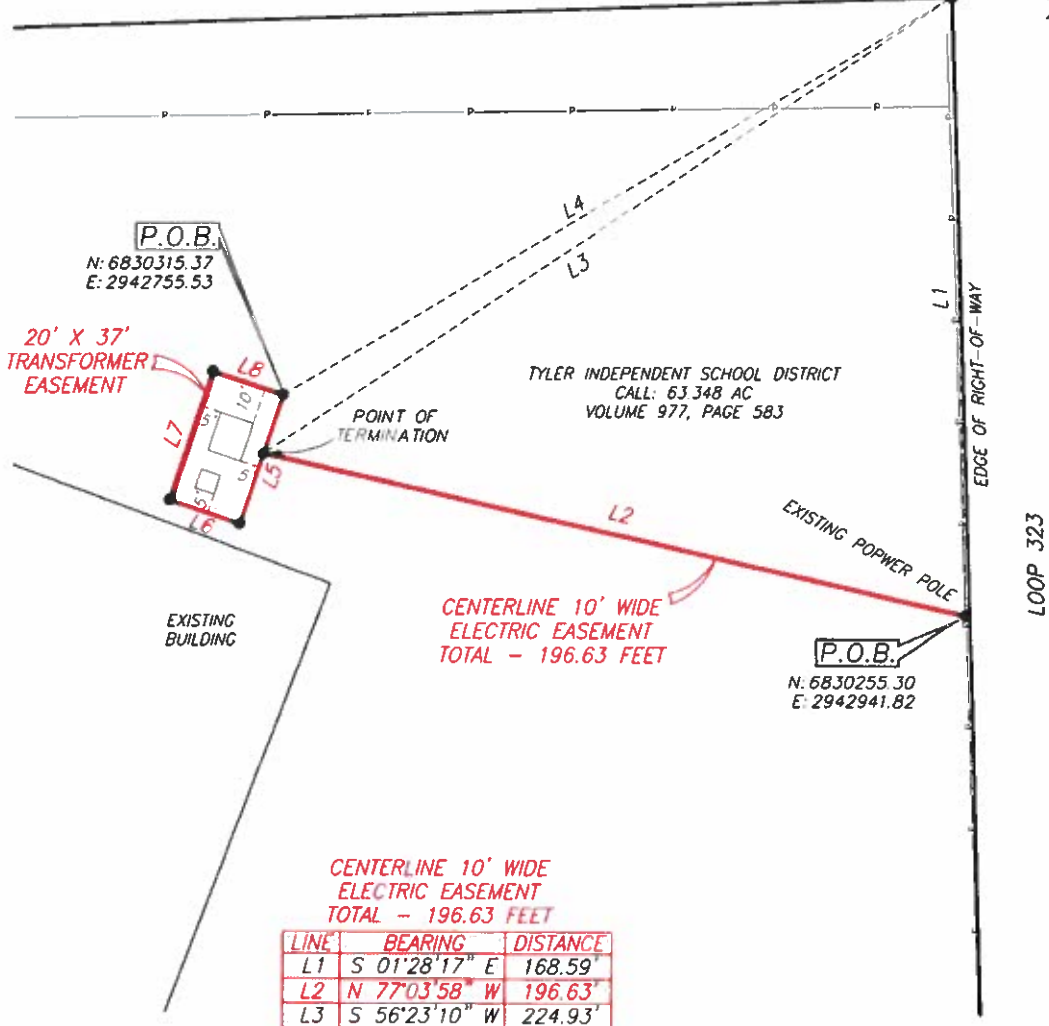 P P P P P P P P
P
P
L4
L3
L1
P.O.B.
N: 6830315.37
E: 2942755.53
20' X 37'
TRANSFORMER
EASEMENT
L8
10'
5'
L7
5'
L5
5'
L6
POINT OF
TERMINATION
TYLER INDEPENDENT SCHOOL DISTRICT
CALL: 63.348 AC
VOLUME 977, PAGE 583
EDGE OF RIGHT-OF-WAY
LOOP 323
L2
EXISTING POPWER POLE
CENTERLINE 10' WIDE
ELECTRIC EASEMENT
TOTAL - 196.63 FEET
P.O.B.
N: 6830255.30
E: 2942941.82
EXISTING
BUILDING
CENTERLINE 10' WIDE
ELECTRIC EASEMENT
TOTAL - 196.63 FEET
LINE BEARING DISTANCE
L1 S 01°28'17" E 168.59'
L2 N 77°03'58" W 196.63'
L3 S 56°23'10" W 224.93'